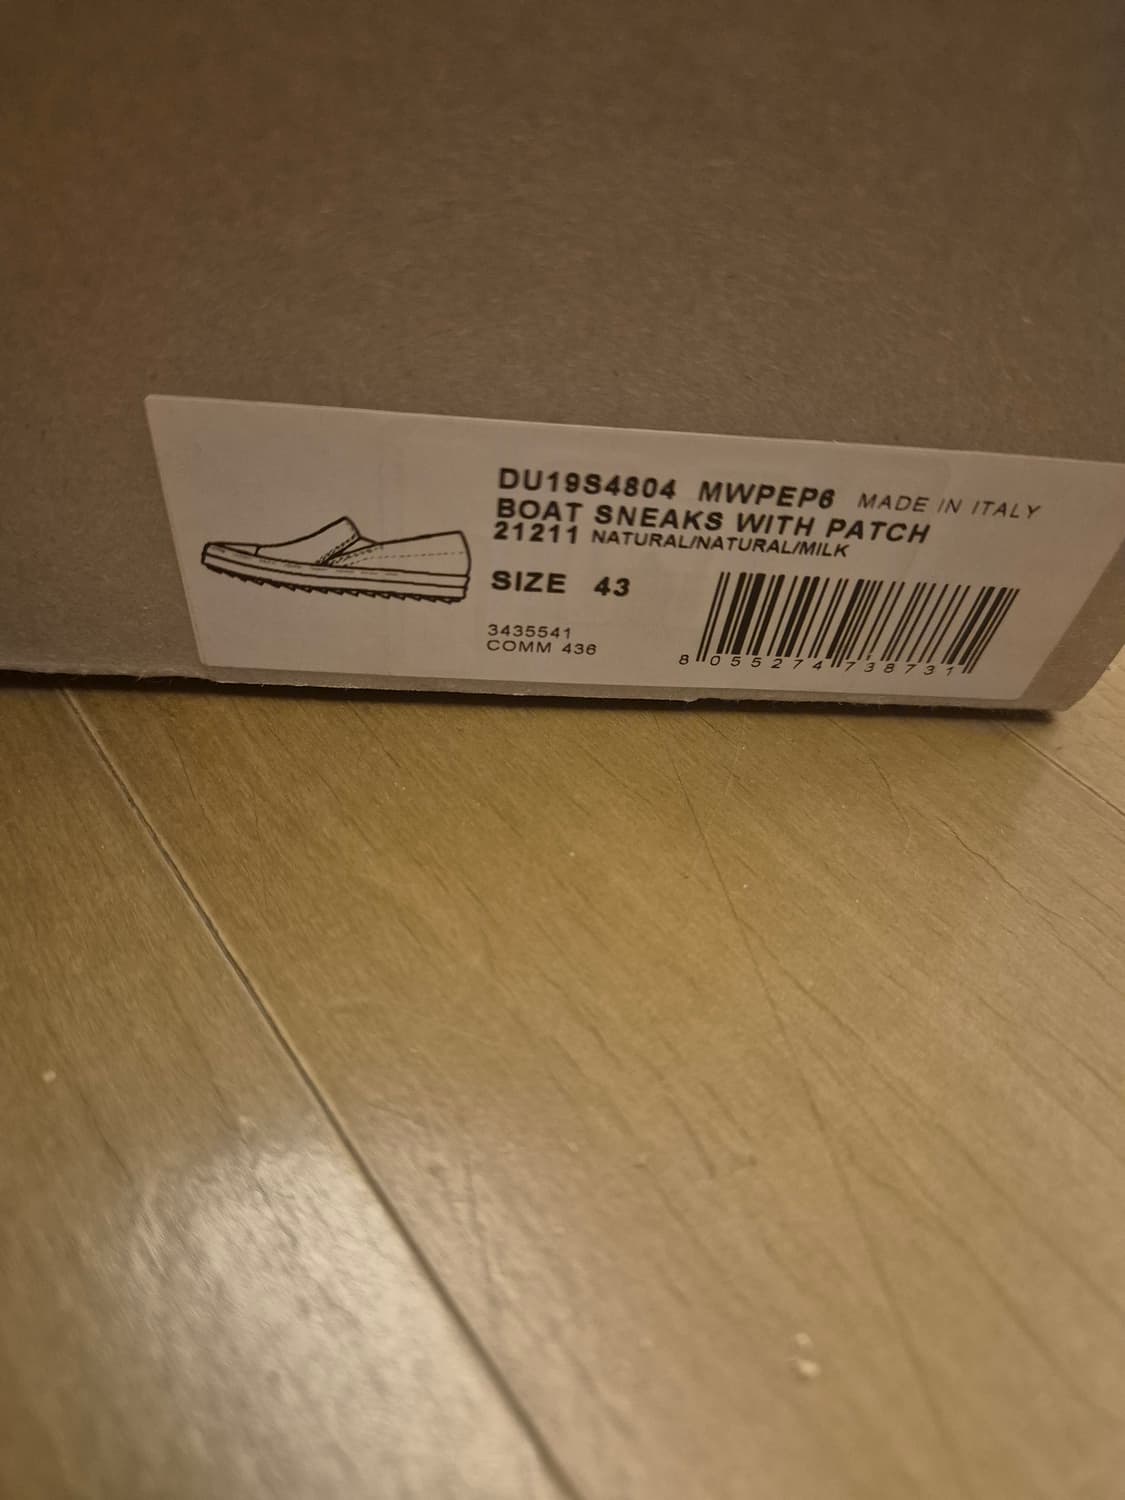 DU19S4804 MWPEP6 MADE IN ITALY
BOAT SNEAKS WITH PATCH
21211 NATURAL/NATURAL/MILK
SIZE 43
3435541
COMM 436
8 055274 738731